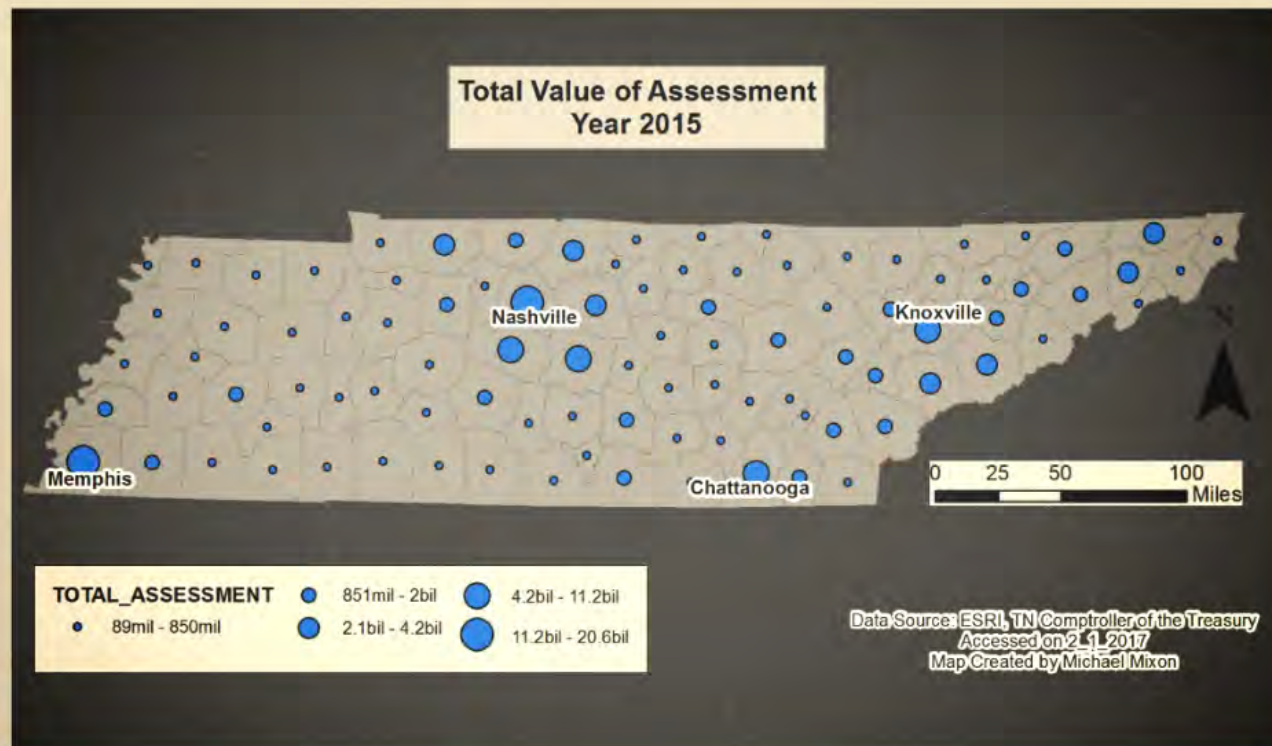 Total Value of Assessment
Year 2015
Nashville
Knoxville
Memphis
Chattanooga
0 25 50 100
Miles
TOTAL_ASSESSMENT
89mil - 850mil
851mil - 2bil
2.1bil - 4.2bil
4.2bil - 11.2bil
11.2bil - 20.6bil
Data Source: ESRI, TN Comptroller of the Treasury
Accessed on 2_1_2017
Map Created by Michael Mixon